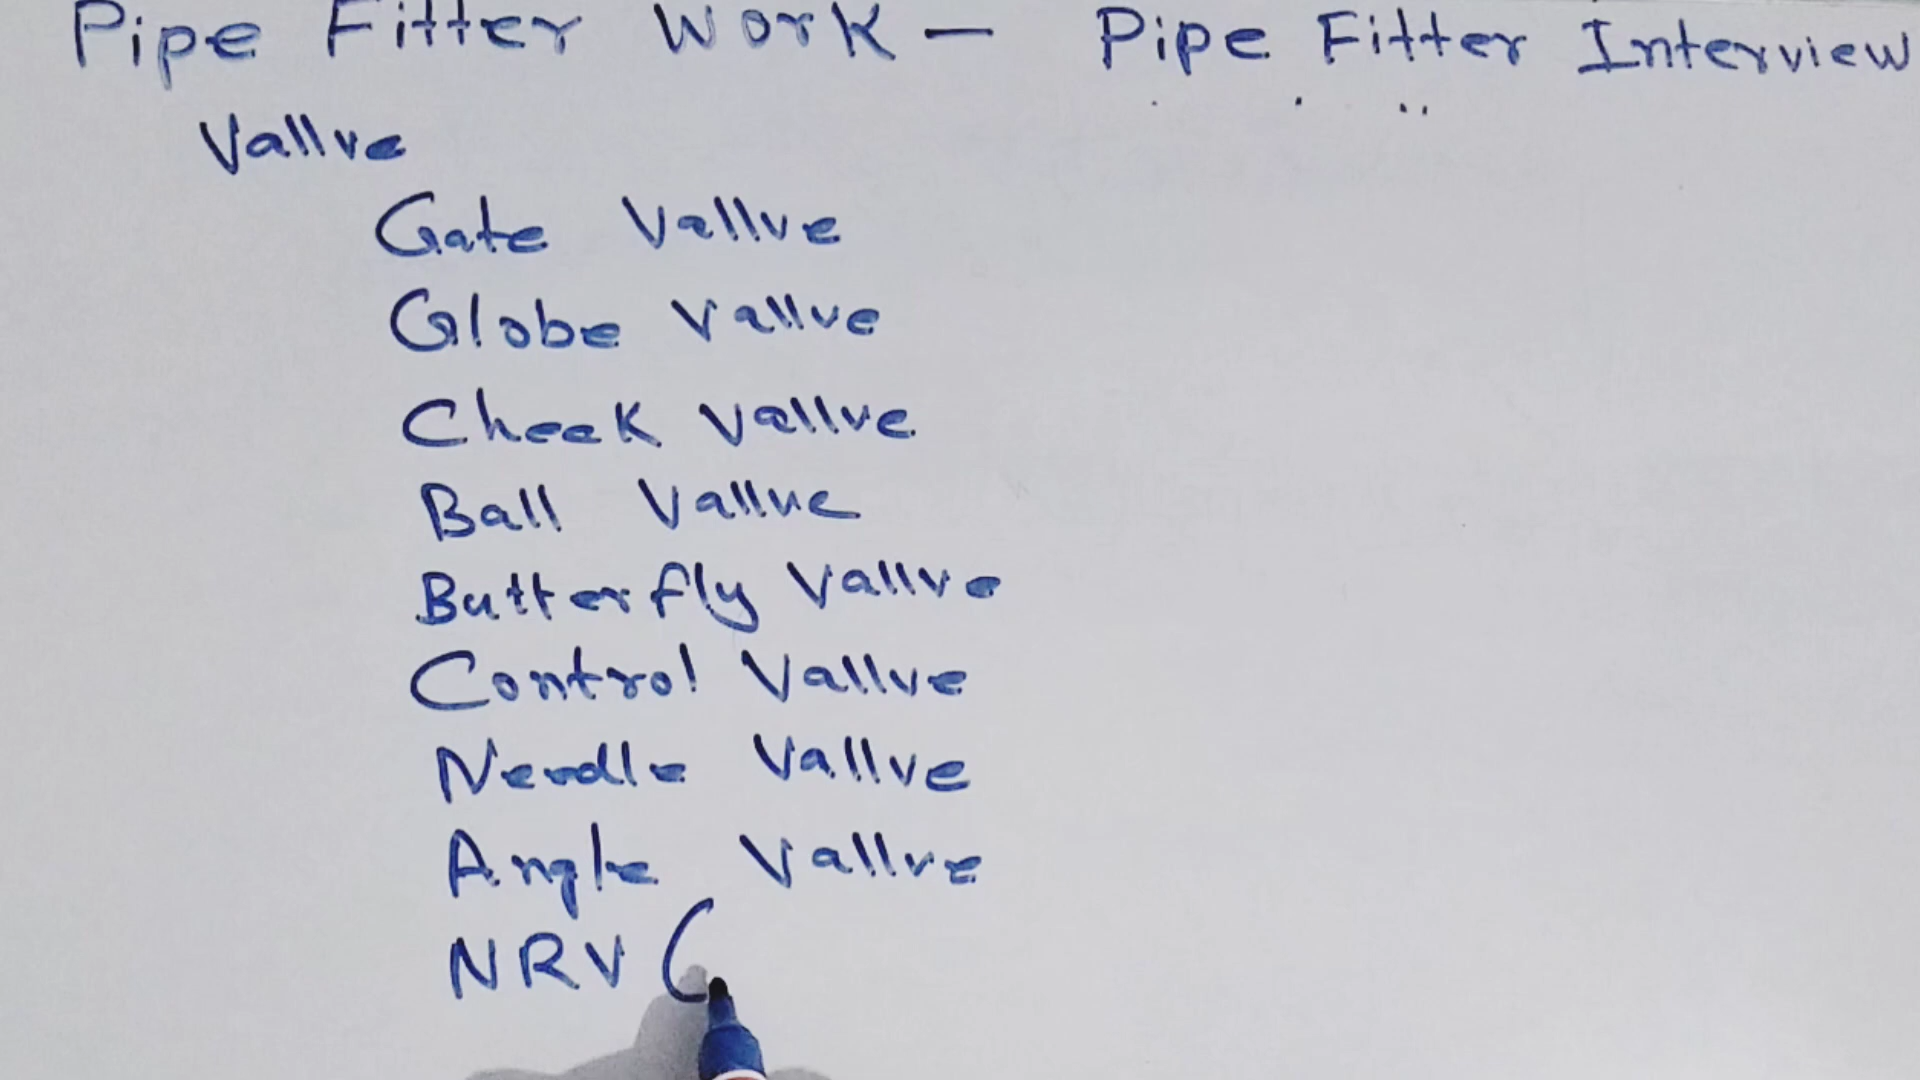 Pipe Fitter Work - Pipe Fitter Interview
Vallve
Gate Vallve
Globe Vallve
Cheek Vallve
Ball Vallve
Butterfly Vallve
Control Vallve
Needle Vallve
Angle Vallve
NRV (